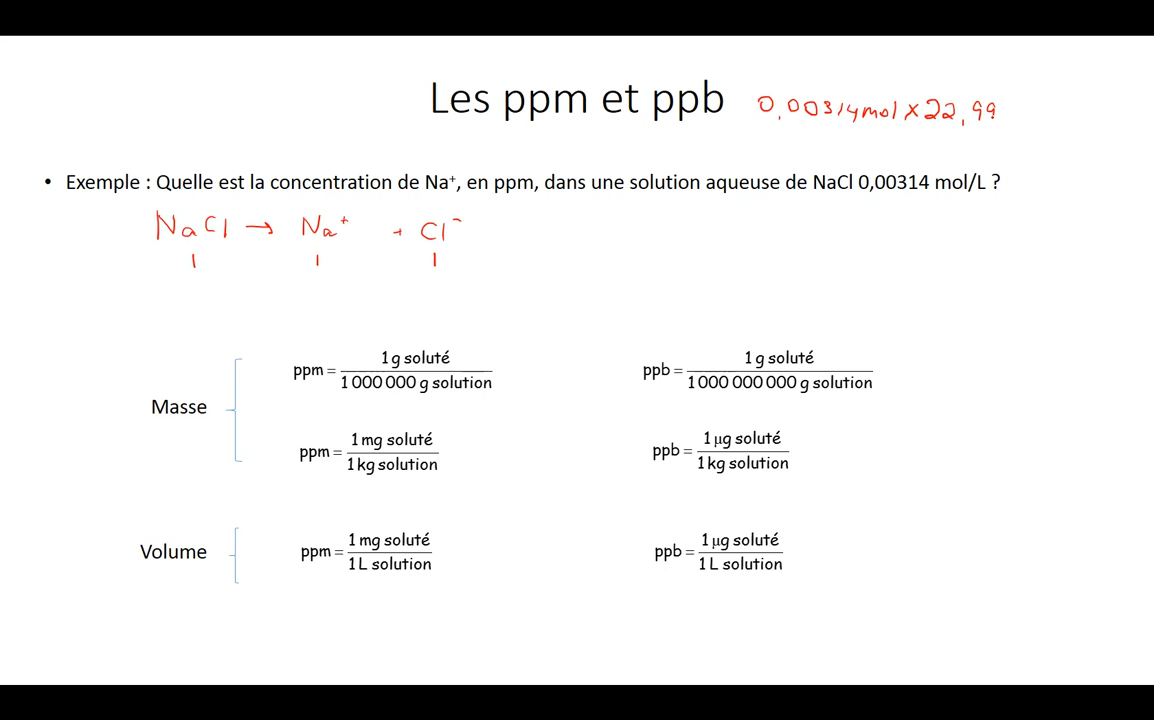 Les ppm et ppb 0,00314mol x 22,99
• Exemple : Quelle est la concentration de Na⁺, en ppm, dans une solution aqueuse de NaCl 0,00314 mol/L ?
NaCl → Na⁺ + Cl⁻
1 1 1
Masse
ppm = 1 g soluté / 1 000 000 g solution
ppb = 1 g soluté / 1 000 000 000 g solution
ppm = 1 mg soluté / 1 kg solution
ppb = 1 µg soluté / 1 kg solution
Volume
ppm = 1 mg soluté / 1 L solution
ppb = 1 µg soluté / 1 L solution